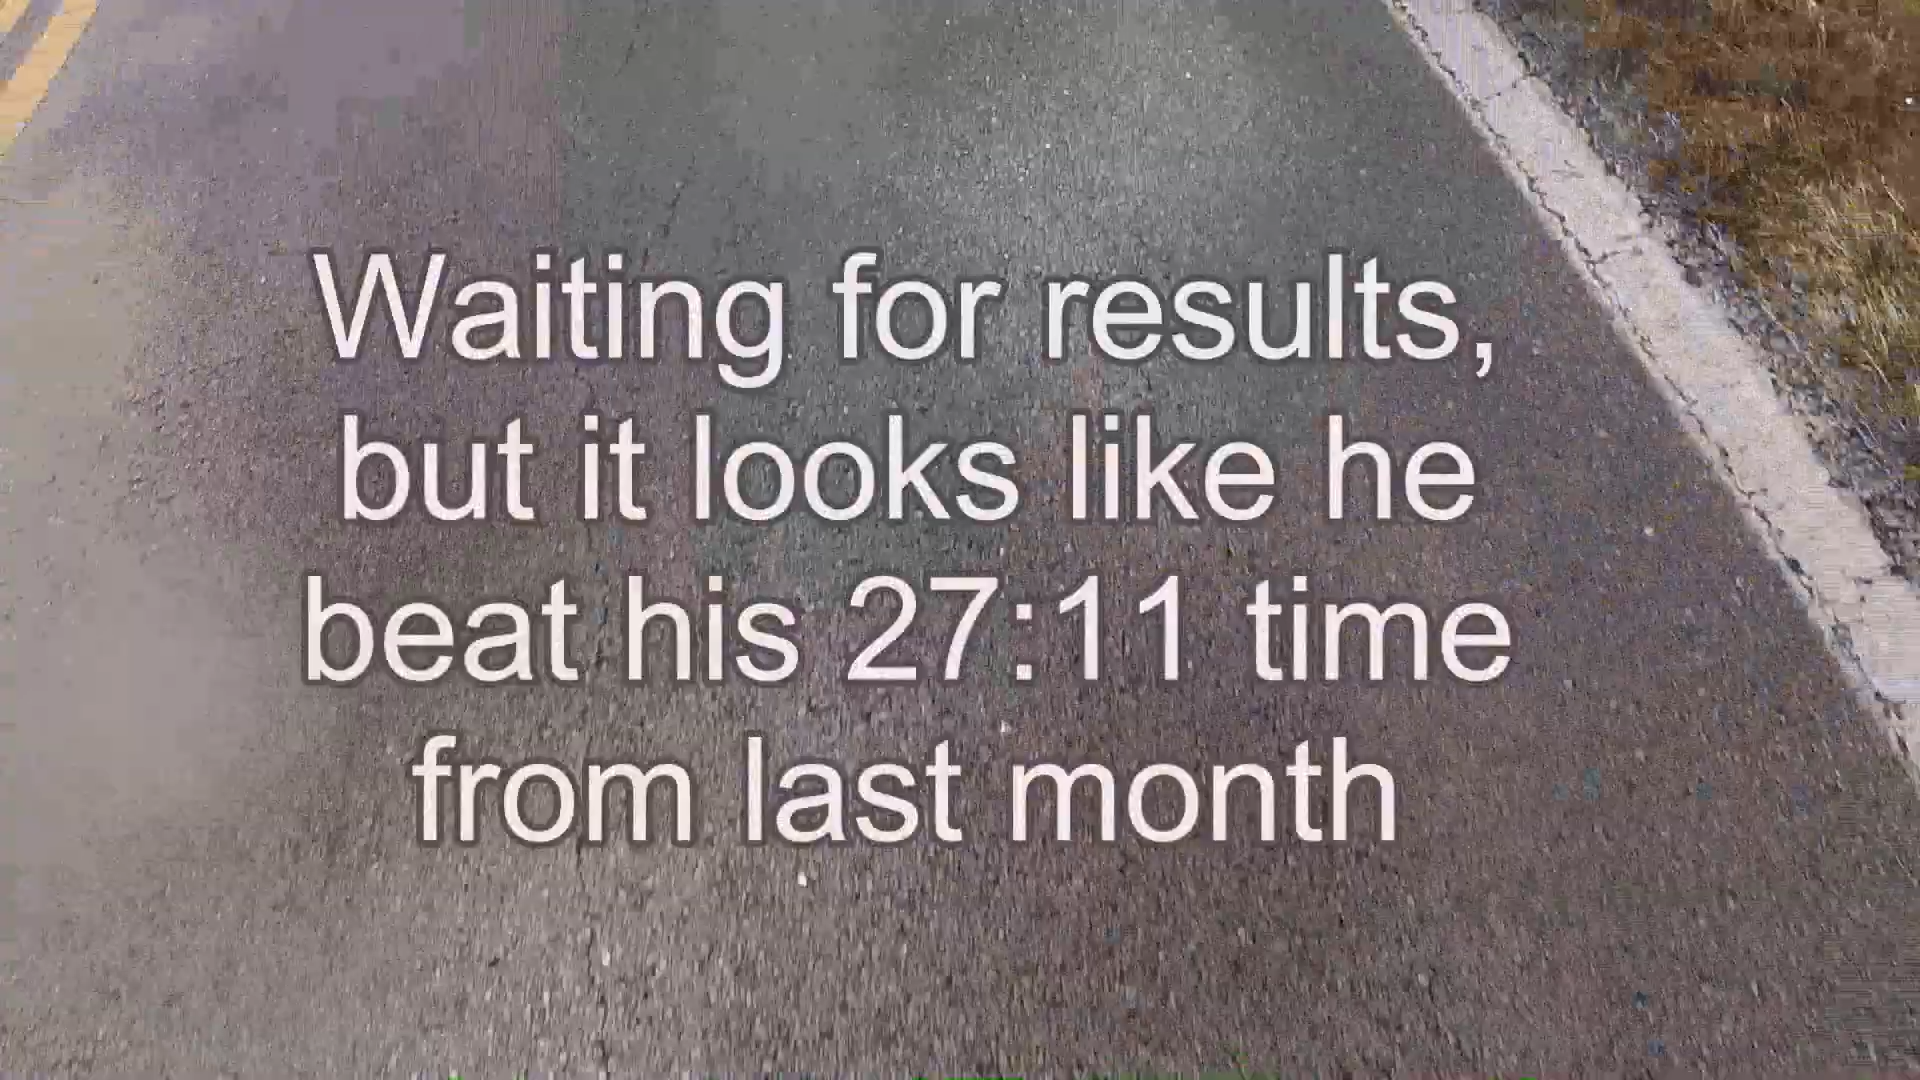 Waiting for results,
but it looks like he
beat his 27:11 time
from last month